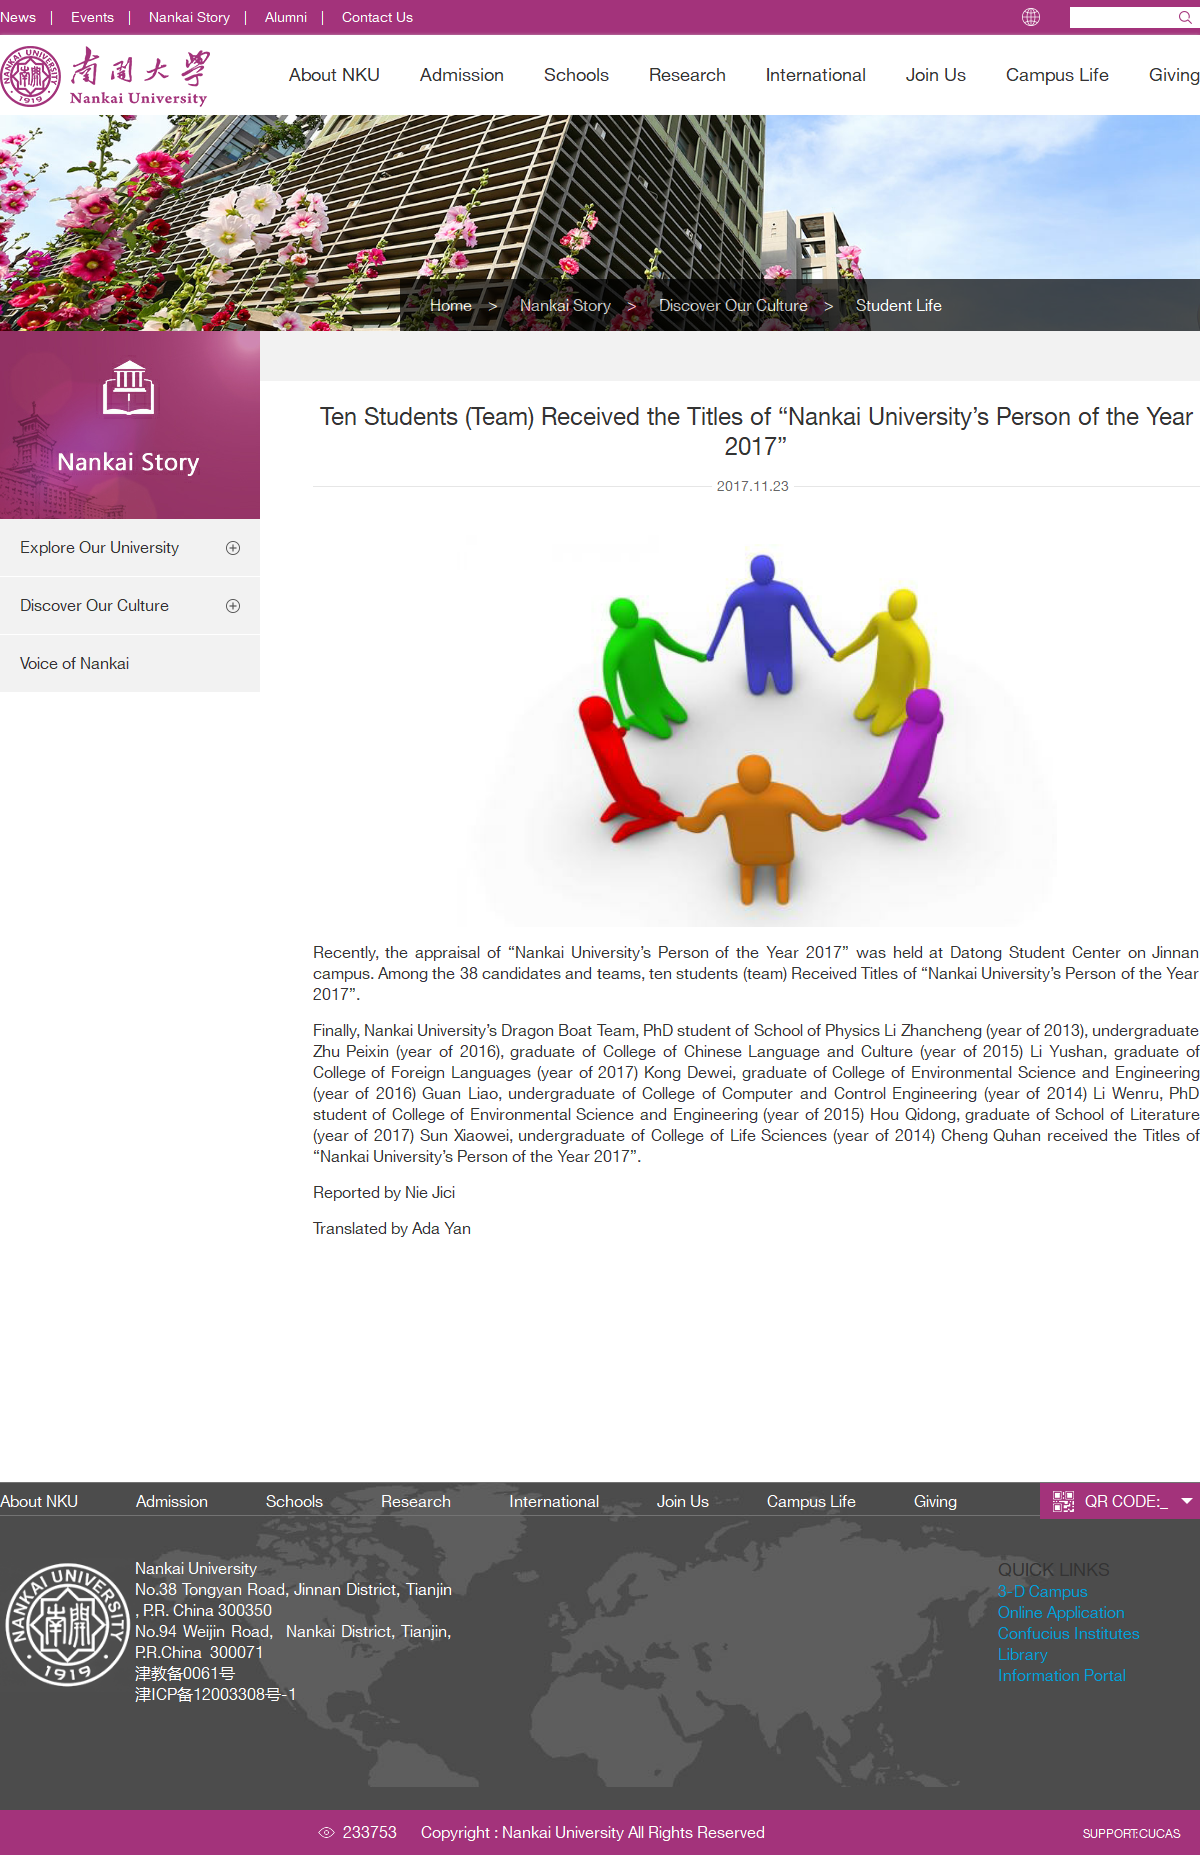 News | Events | Nankai Story | Alumni | Contact Us
NANKAI UNIVERSITY
1919
南開大學
Nankai University
About NKU Admission Schools Research International Join Us Campus Life Giving
Home > Nankai Story > Discover Our Culture > Student Life
Nankai Story
Explore Our University
Discover Our Culture
Voice of Nankai
Ten Students (Team) Received the Titles of “Nankai University’s Person of the Year
2017”
2017.11.23
Recently, the appraisal of “Nankai University’s Person of the Year 2017” was held at Datong Student Center on Jinnan
campus. Among the 38 candidates and teams, ten students (team) Received Titles of “Nankai University’s Person of the Year
2017”.
Finally, Nankai University’s Dragon Boat Team, PhD student of School of Physics Li Zhancheng (year of 2013), undergraduate
Zhu Peixin (year of 2016), graduate of College of Chinese Language and Culture (year of 2015) Li Yushan, graduate of
College of Foreign Languages (year of 2017) Kong Dewei, graduate of College of Environmental Science and Engineering
(year of 2016) Guan Liao, undergraduate of College of Computer and Control Engineering (year of 2014) Li Wenru, PhD
student of College of Environmental Science and Engineering (year of 2015) Hou Qidong, graduate of School of Literature
(year of 2017) Sun Xiaowei, undergraduate of College of Life Sciences (year of 2014) Cheng Quhan received the Titles of
“Nankai University’s Person of the Year 2017”.
Reported by Nie Jici
Translated by Ada Yan
About NKU Admission Schools Research International Join Us Campus Life Giving
QR CODE:_
NANKAI UNIVERSITY
南開
1919
Nankai University
No.38 Tongyan Road, Jinnan District, Tianjin
, P.R. China 300350
No.94 Weijin Road, Nankai District, Tianjin,
P.R.China 300071
津教备0061号
津ICP备12003308号-1
QUICK LINKS
3-D Campus
Online Application
Confucius Institutes
Library
Information Portal
233753 Copyright : Nankai University All Rights Reserved
SUPPORT:CUCAS